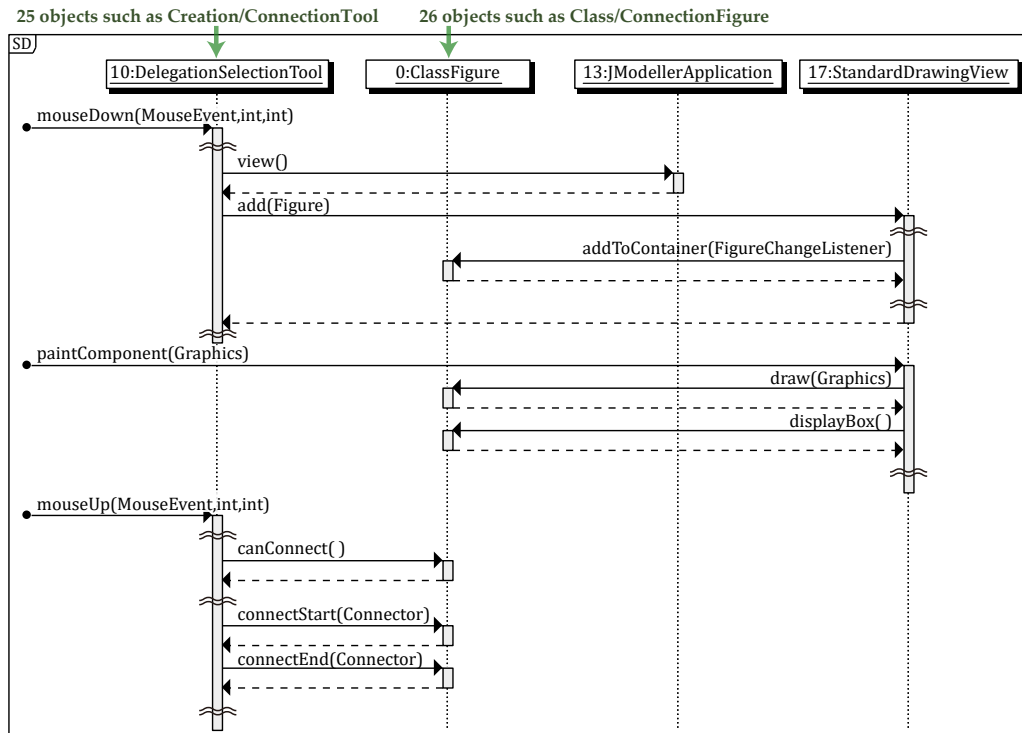 25 objects such as Creation/ConnectionTool
26 objects such as Class/ConnectionFigure
SD
10:DelegationSelectionTool
0:ClassFigure
13:JModellerApplication
17:StandardDrawingView
mouseDown(MouseEvent,int,int)
view()
add(Figure)
addToContainer(FigureChangeListener)
paintComponent(Graphics)
draw(Graphics)
displayBox( )
mouseUp(MouseEvent,int,int)
canConnect( )
connectStart(Connector)
connectEnd(Connector)